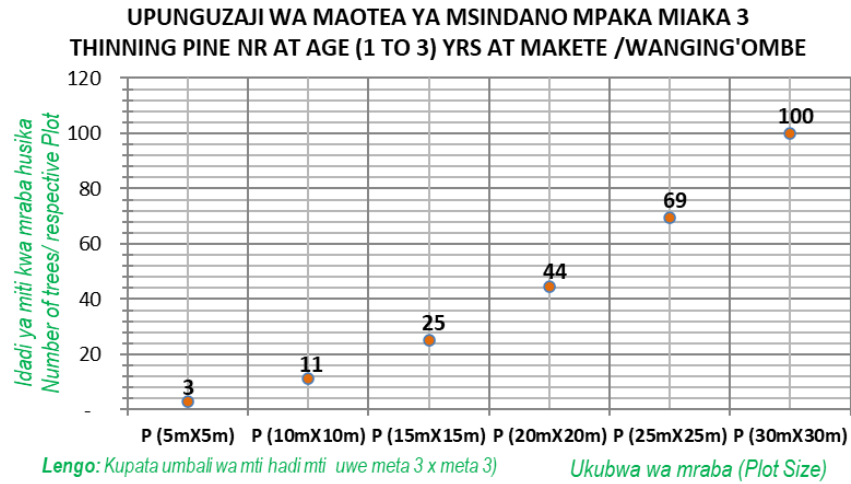 UPUNGUZAJI WA MAOTEA YA MSINDANO MPAKA MIAKA 3
THINNING PINE NR AT AGE (1 TO 3) YRS AT MAKETE /WANGING'OMBE
Idadi ya miti kwa mraba husika
Number of trees/ respective Plot
120
100
80
60
40
20
-
3
11
25
44
69
100
P (5mX5m) P (10mX10m) P (15mX15m) P (20mX20m) P (25mX25m) P (30mX30m)
Lengo: Kupata umbali wa mti hadi mti uwe meta 3 x meta 3)
Ukubwa wa mraba (Plot Size)